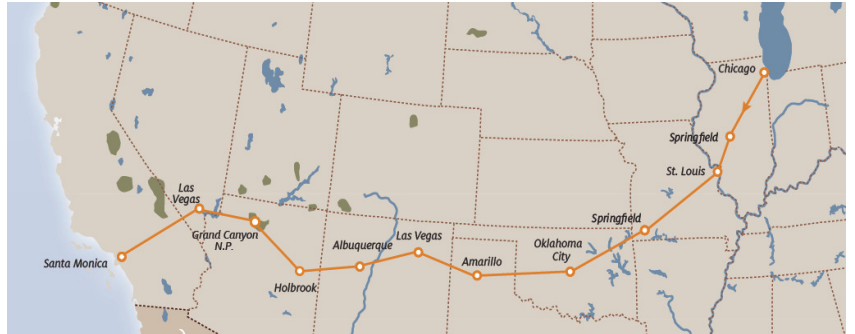 Chicago
Springfield
St. Louis
Springfield
Oklahoma
City
Amarillo
Las Vegas
Albuquerque
Holbrook
Grand Canyon
N.P.
Las
Vegas
Santa Monica